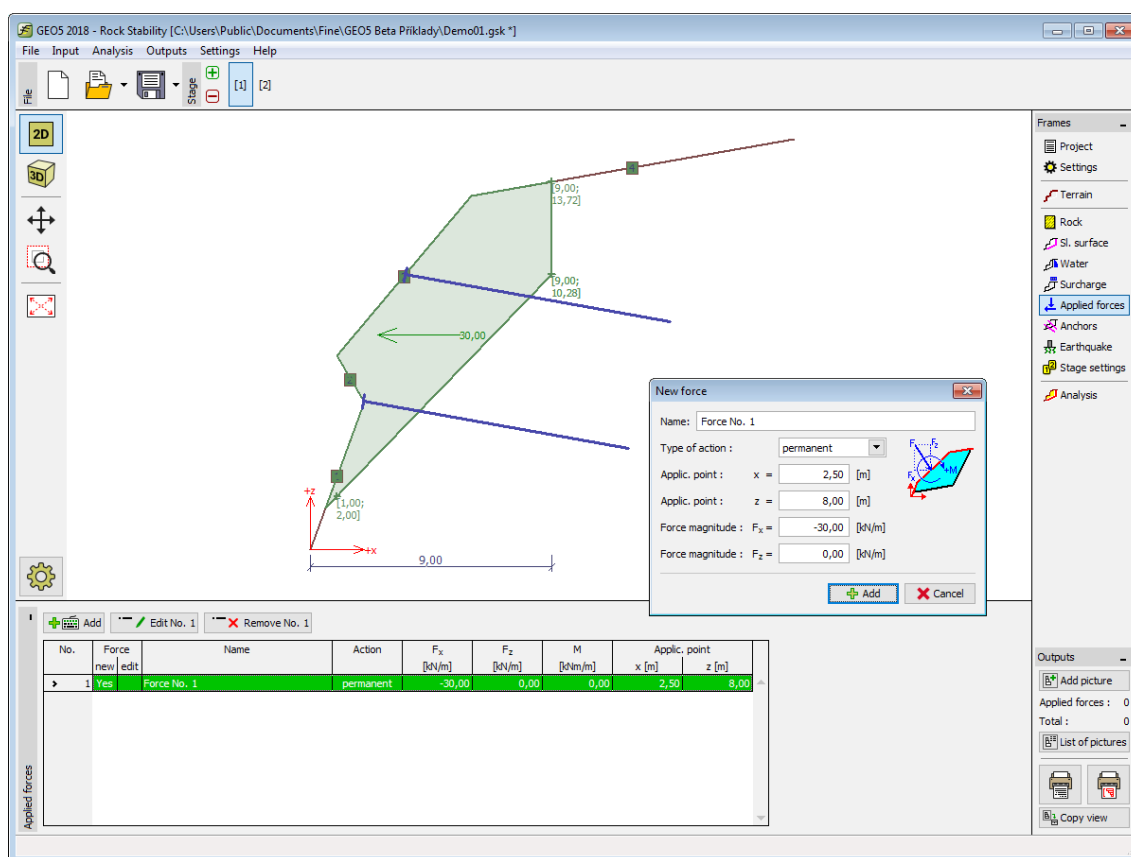 GEO5 2018 - Rock Stability [C:\Users\Public\Documents\Fine\GEO5 Beta Příklady\Demo01.gsk *]
File Input Analysis Outputs Settings Help
File
Stage
[1] [2]
2D
3D
4
[9,00;
13,72]
[9,00;
10,28]
30,00
2
[1,00;
2,00]
+z
+x
9,00
New force
Name: Force No. 1
Type of action : permanent
Applic. point : x = 2,50 [m]
Applic. point : z = 8,00 [m]
Force magnitude : Fx = -30,00 [kN/m]
Force magnitude : Fz = 0,00 [kN/m]
F Fz
Fx +M
Add Cancel
Frames
Project
Settings
Terrain
Rock
Sl. surface
Water
Surcharge
Applied forces
Anchors
Earthquake
Stage settings
Analysis
Applied forces
Add Edit No. 1 Remove No. 1
No. Force Name Action Fx Fz M Applic. point
new edit [kN/m] [kN/m] [kNm/m] x [m] z [m]
1 Yes Force No. 1 permanent -30,00 0,00 0,00 2,50 8,00
Outputs
Add picture
Applied forces : 0
Total : 0
List of pictures
Copy view